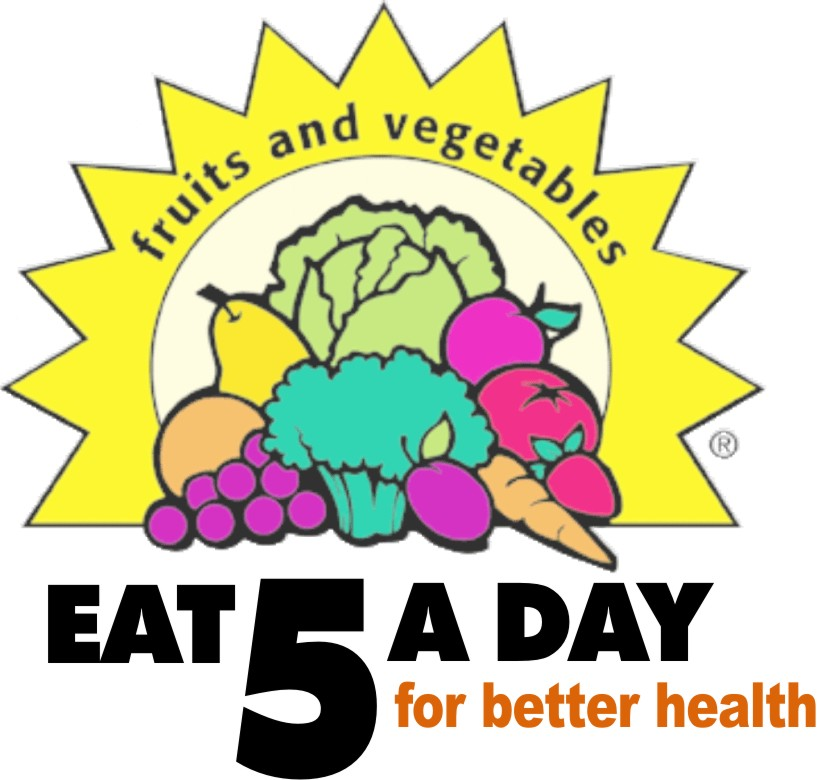 fruits and vegetables
®
EAT 5 A DAY
for better health